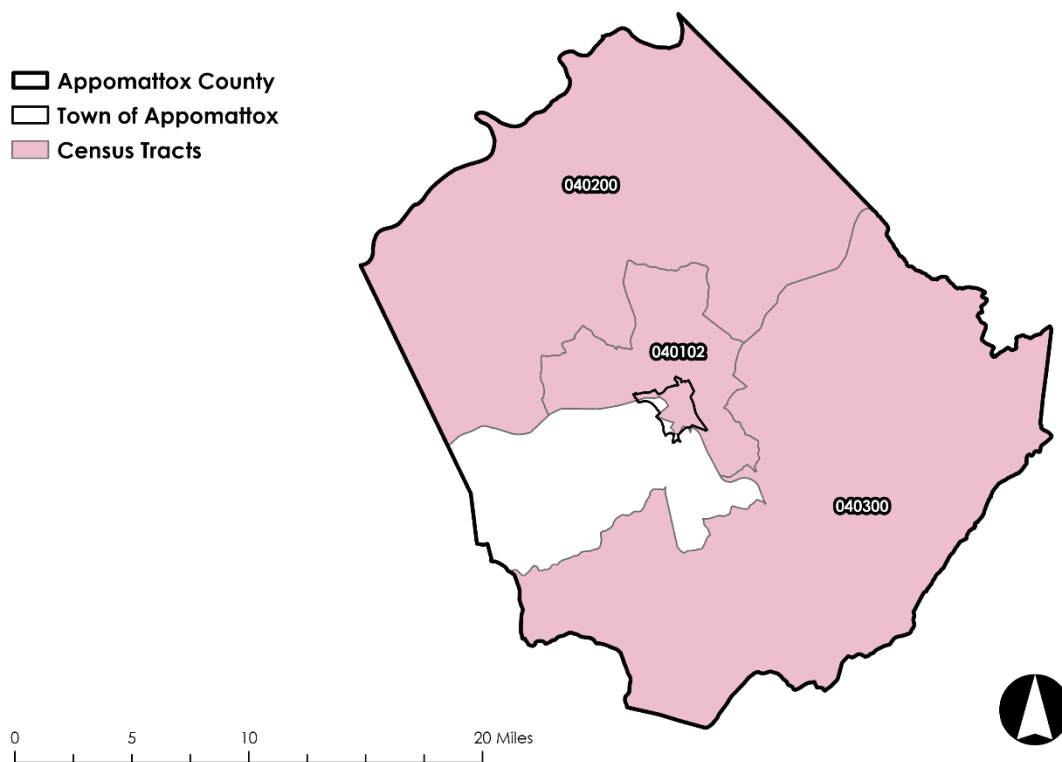 Appomattox County
Town of Appomattox
Census Tracts
040200
040102
040300
0 5 10 20 Miles